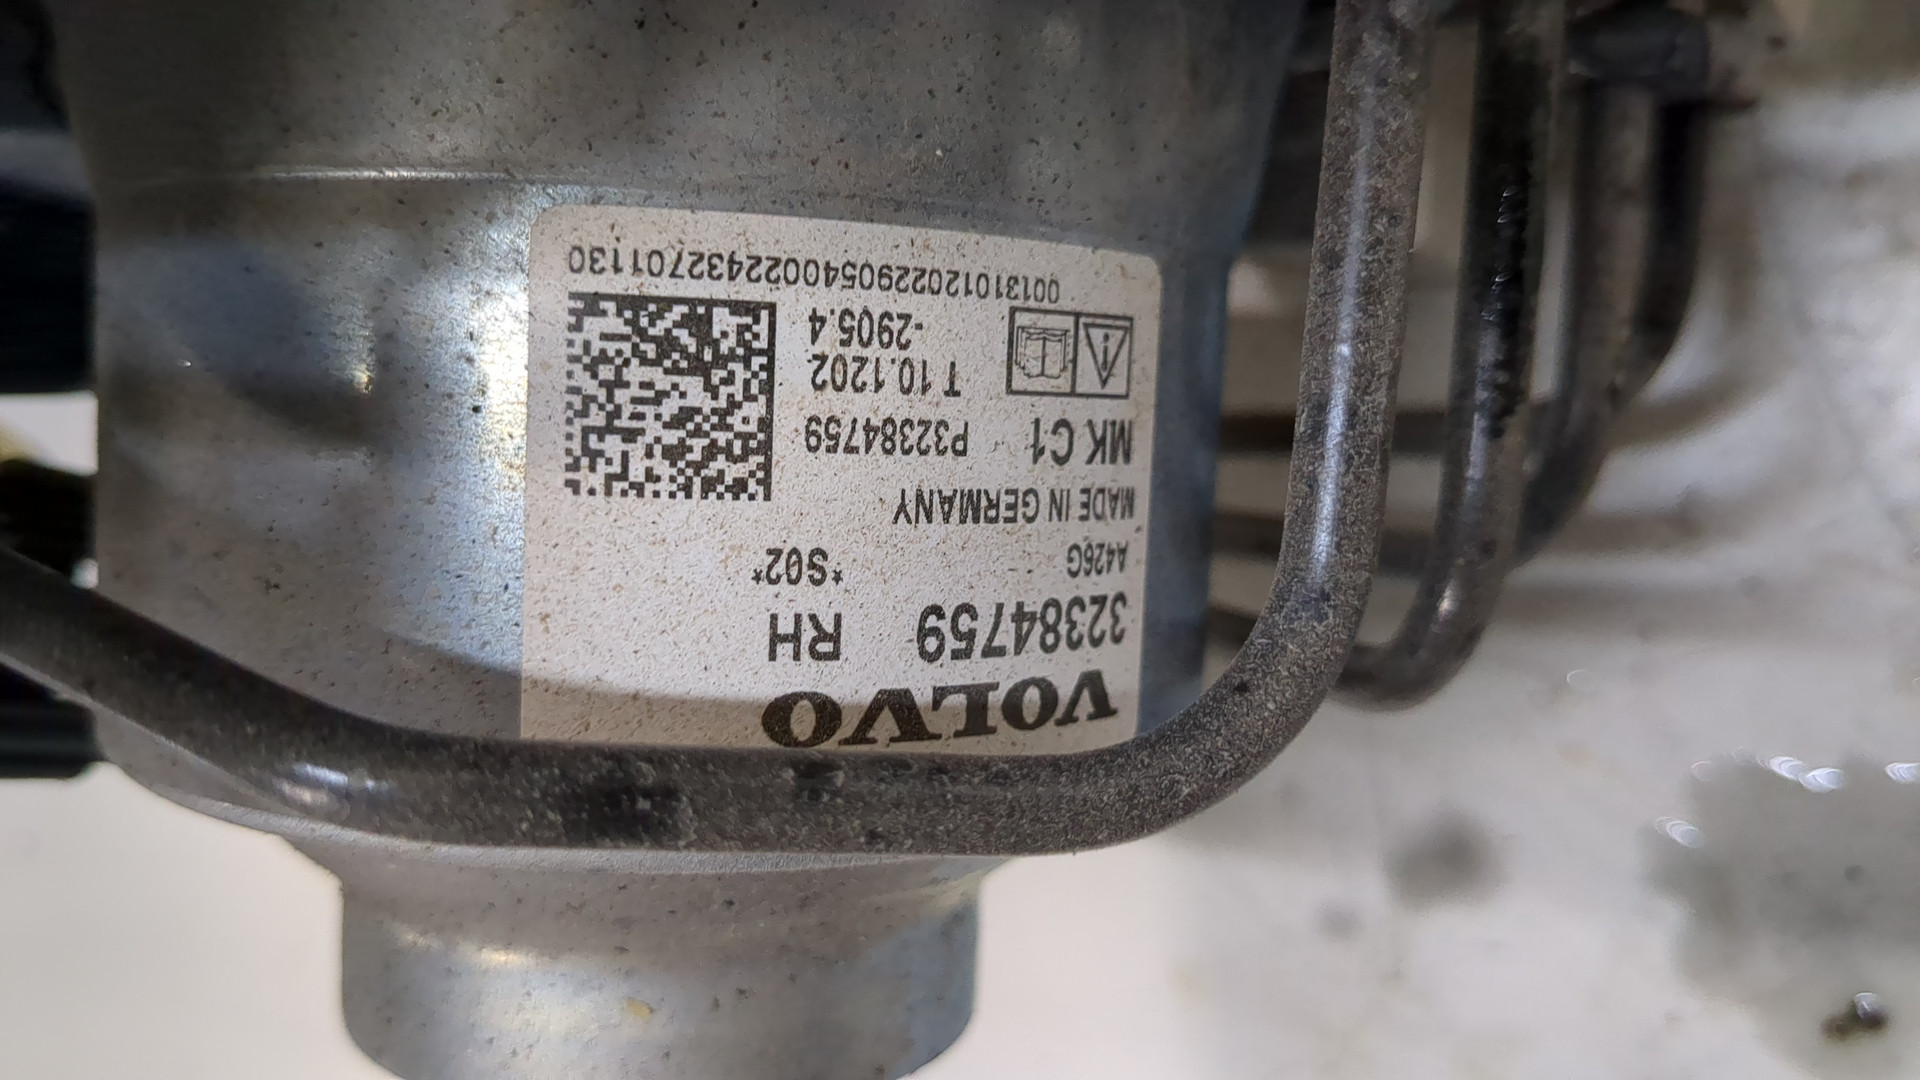 VOLVO
32384759 RH
A426G *S02*
MADE IN GERMANY
MK C1 P32384759
T 10.1202
-2905.4
0013101202290540022432701130